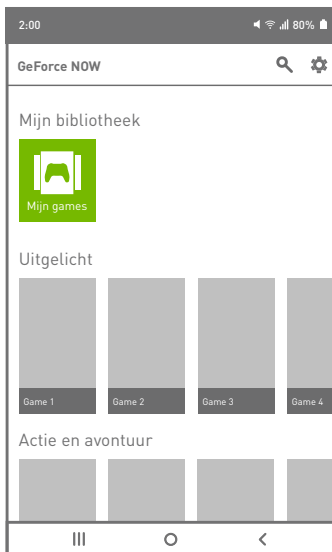 2:00 80%
GeForce NOW
Mijn bibliotheek
Mijn games
Uitgelicht
Game 1 Game 2 Game 3 Game 4
Actie en avontuur